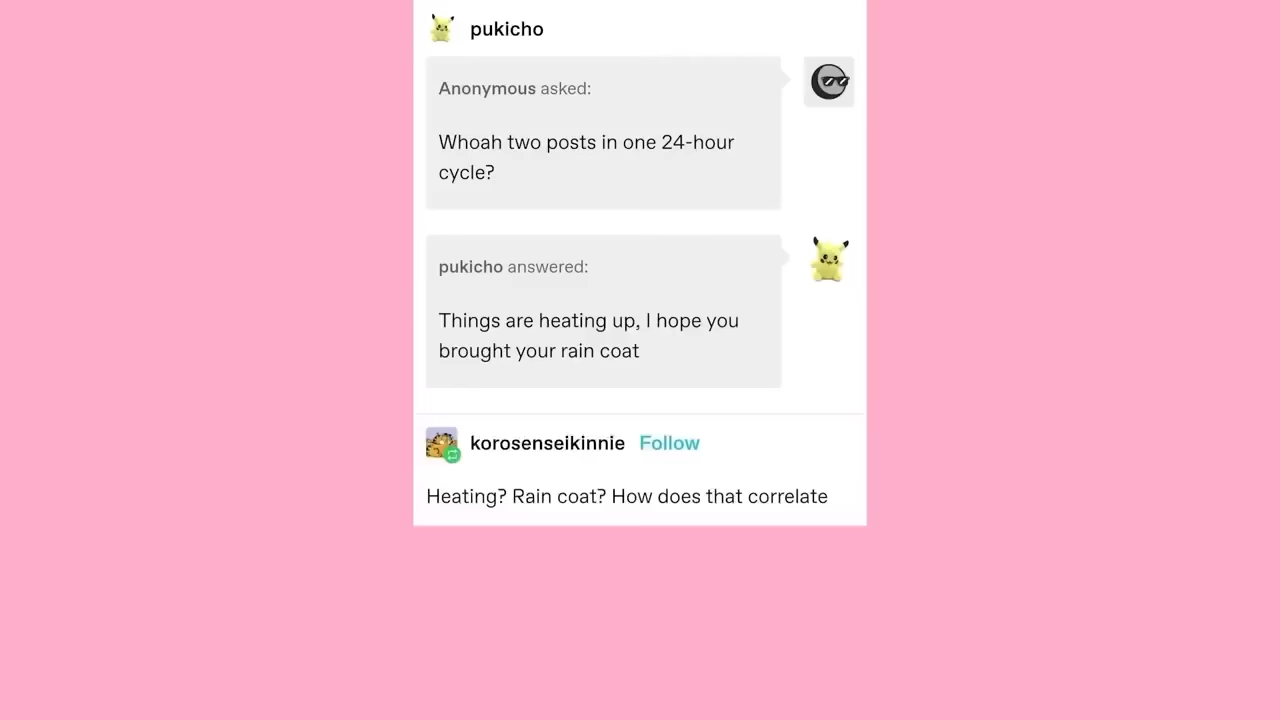 pukicho
Anonymous asked:
Whoah two posts in one 24-hour
cycle?
pukicho answered:
Things are heating up, I hope you
brought your rain coat
korosenseikinnie Follow
Heating? Rain coat? How does that correlate